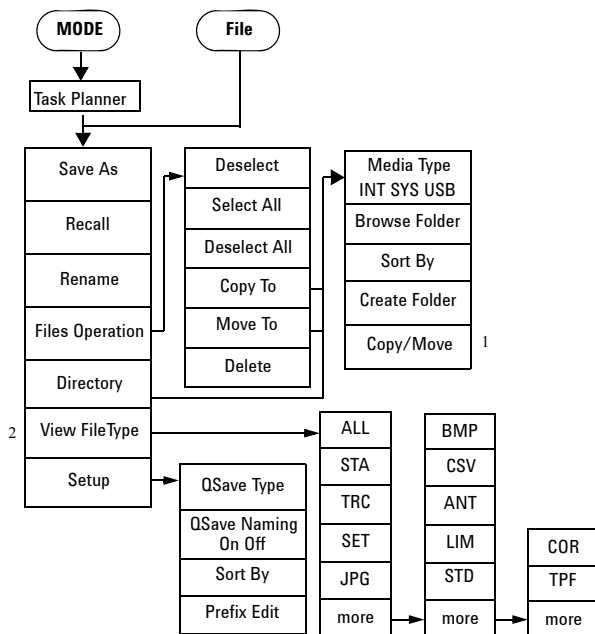 MODE
File
Task Planner
Save As
Recall
Rename
Files Operation
Directory
2
View FileType
Setup
Deselect
Select All
Deselect All
Copy To
Move To
Delete
Media Type
INT SYS USB
Browse Folder
Sort By
Create Folder
Copy/Move
1
QSave Type
QSave Naming
On Off
Sort By
Prefix Edit
ALL
STA
TRC
SET
JPG
more
BMP
CSV
ANT
LIM
STD
more
COR
TPF
more